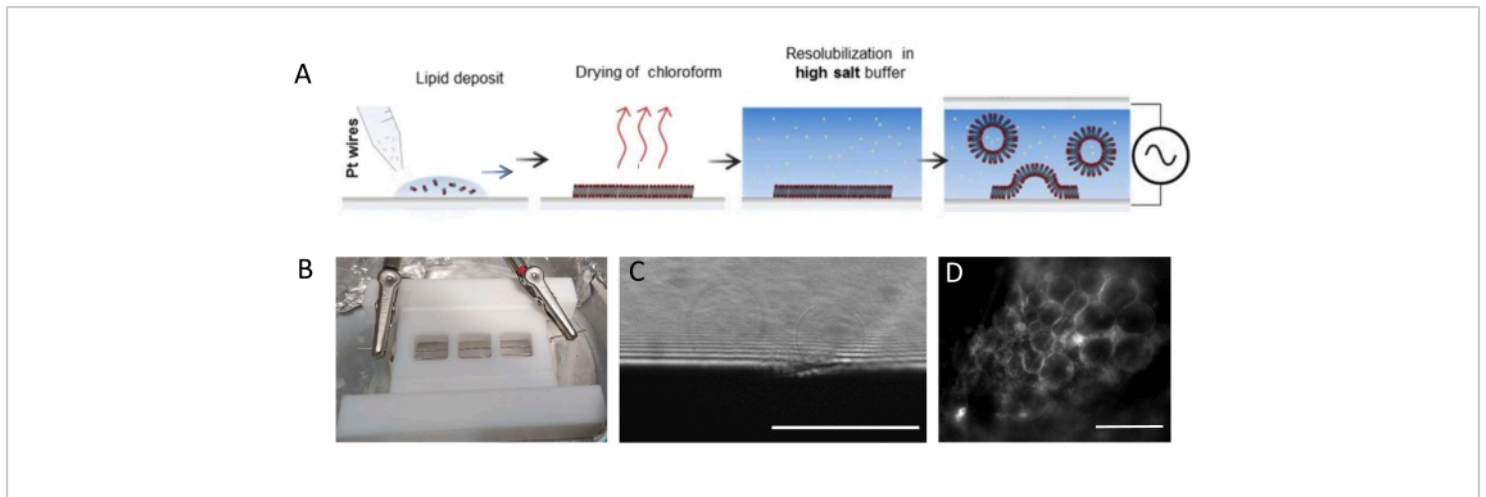 A
Lipid deposit
Drying of chloroform
Resolubilization in
high salt buffer
Pt wires
B
C
D